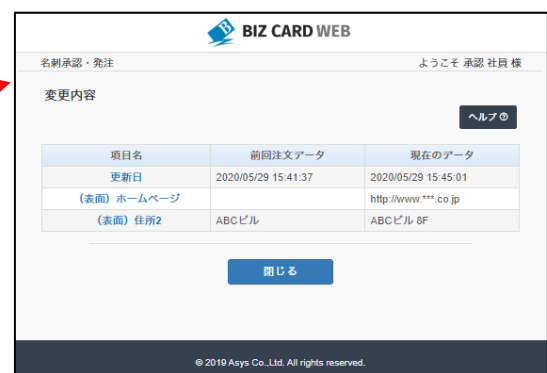 BIZ CARD WEB
名刺承認・発注 ようこそ 承認 社員 様
変更内容
ヘルプ
項目名 前回注文データ 現在のデータ
更新日 2020/05/29 15:41:37 2020/05/29 15:45:01
(表面) ホームページ http://www.***.co.jp
(表面) 住所2 ABCビル ABCビル 8F
閉じる
© 2019 Asys Co.,Ltd. All rights reserved.